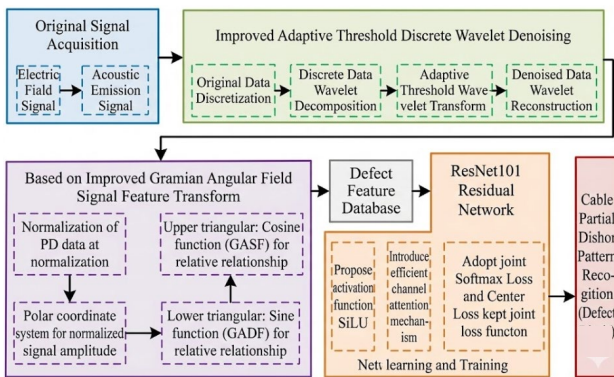 Original Signal
Acquisition
Electric
Field
Signal
Acoustic
Emission
Signal
Improved Adaptive Threshold Discrete Wavelet Denoising
Original Data
Discretization
Discrete Data
Wavelet
Decomposition
Adaptive
Threshold Wave
velet Transform
Denoised Data
Wavelet
Reconstruction
Based on Improved Gramian Angular Field
Signal Feature Transform
Normalization of
PD data at
normalization
Upper triangular: Cosine
function (GASF) for
relative relationship
Polar coordinate
system for normalized
signal amplitude
Lower triangular: Sine
function (GADF) for
relative relationship
Defect
Feature
Database
ResNet101
Residual
Network
Propose
activation
function
SiLU
Introduce
efficient
channel
attention
mechan-
ism
Adopt joint
Softmax Loss
and Center
Loss kept joint
loss functon
Netv learning and Training
Cable
Partial
Dishor
Pattern
Reco-
gition
(Defect